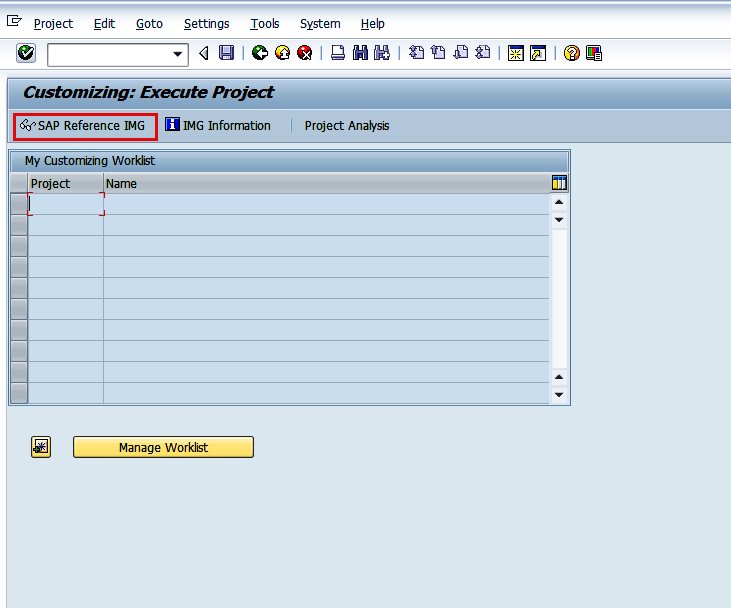 Project Edit Goto Settings Tools System Help
Customizing: Execute Project
SAP Reference IMG IMG Information Project Analysis
My Customizing Worklist
Project Name
Manage Worklist